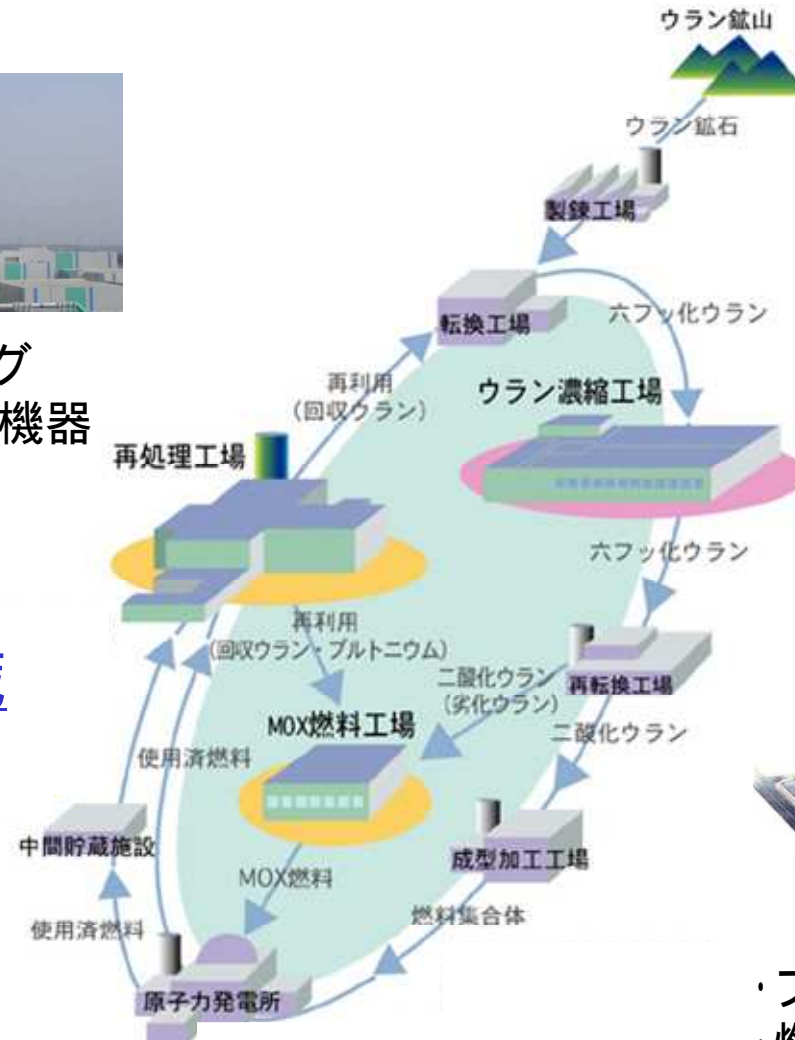 ウラン鉱山
ウラン鉱石
製錬工場
転換工場
六フッ化ウラン
グ
機器
再利用
(回収ウラン)
ウラン濃縮工場
再処理工場
六フッ化ウラン
再利用
(回収ウラン・プルトニウム)
二酸化ウラン
(劣化ウラン)
再転換工場
MOX燃料工場
二酸化ウラン
使用済燃料
中間貯蔵施設
成型加工工場
MOX燃料
燃料集合体
使用済燃料
原子力発電所